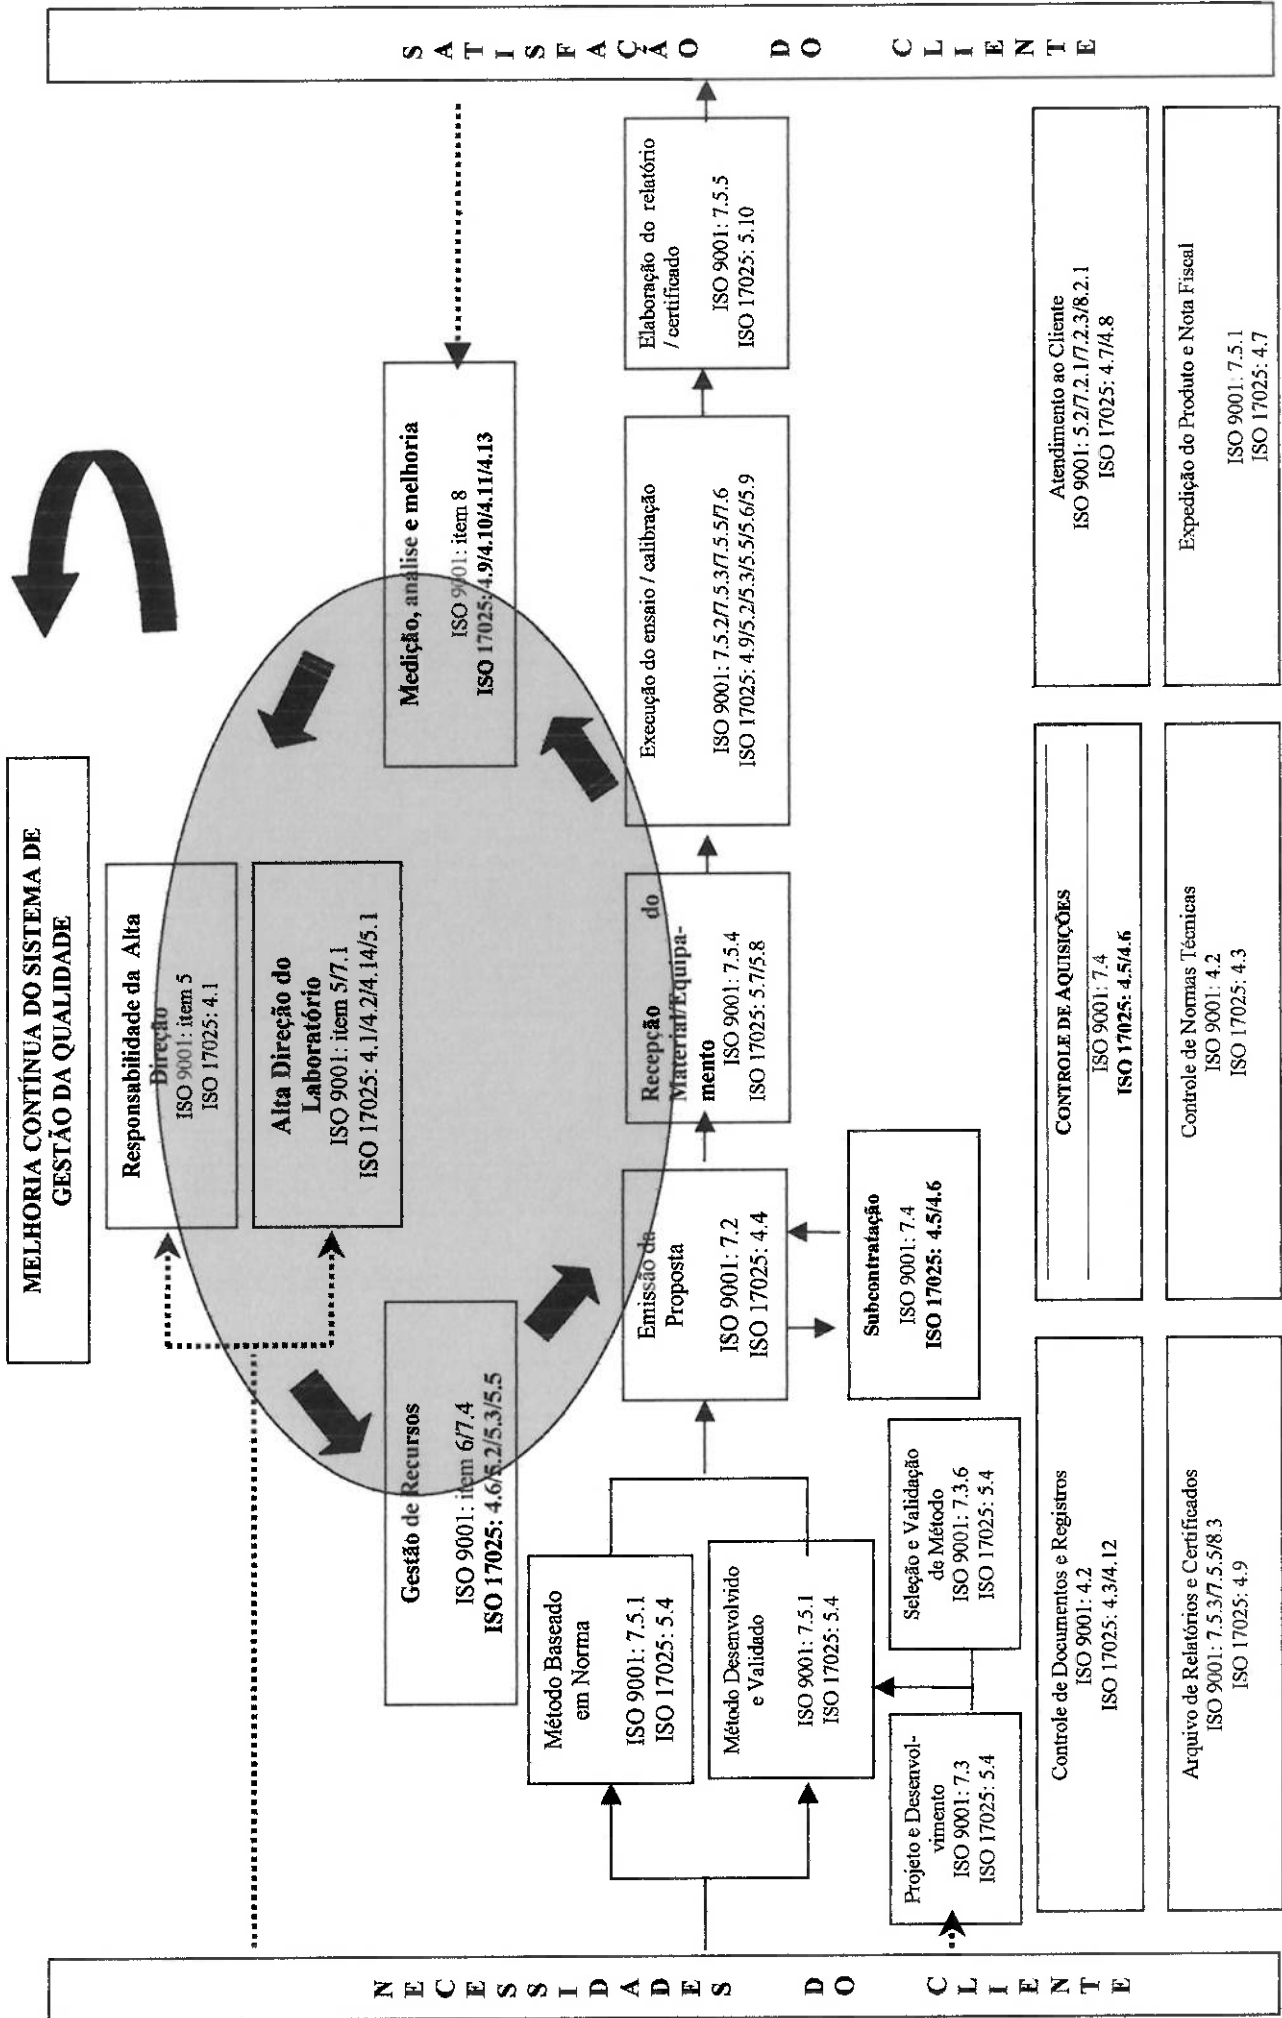 MELHORIA CONTÍNUA DO SISTEMA DE
GESTÃO DA QUALIDADE
NECESSIDADES DO CLIENTE
Responsabilidade da Alta
Direção
ISO 9001: item 5
ISO 17025: 4.1
Alta Direção do
Laboratório
ISO 9001: item 5/7.1
ISO 17025: 4.1/4.2/4.14/5.1
Gestão de Recursos
ISO 9001: item 6/7.4
ISO 17025: 4.6/5.2/5.3/5.5
Medição, análise e melhoria
ISO 9001: item 8
ISO 17025: 4.9/4.10/4.11/4.13
Método Baseado
em Norma
ISO 9001: 7.5.1
ISO 17025: 5.4
Método Desenvolvido
e Validado
ISO 9001: 7.5.1
ISO 17025: 5.4
Emissão da
Proposta
ISO 9001: 7.2
ISO 17025: 4.4
Recepção do
Material/Equipa-
mento
ISO 9001: 7.5.4
ISO 17025: 5.7/5.8
Execução do ensaio / calibração
ISO 9001: 7.5.2/7.5.3/7.5.5/7.6
ISO 17025: 4.9/5.2/5.3/5.5/5.6/5.9
Elaboração do relatório
/ certificado
ISO 9001: 7.5.5
ISO 17025: 5.10
Subcontratação
ISO 9001: 7.4
ISO 17025: 4.5/4.6
Projeto e Desenvol-
vimento
ISO 9001: 7.3
ISO 17025: 5.4
Seleção e Validação
de Método
ISO 9001: 7.3.6
ISO 17025: 5.4
Controle de Documentos e Registros
ISO 9001: 4.2
ISO 17025: 4.3/4.12
CONTROLE DE AQUISIÇÕES
ISO 9001: 7.4
ISO 17025: 4.5/4.6
Atendimento ao Cliente
ISO 9001: 5.2/7.2.1/7.2.3/8.2.1
ISO 17025: 4.7/4.8
Arquivo de Relatórios e Certificados
ISO 9001: 7.5.3/7.5.5/8.3
ISO 17025: 4.9
Controle de Normas Técnicas
ISO 9001: 4.2
ISO 17025: 4.3
Expedição do Produto e Nota Fiscal
ISO 9001: 7.5.1
ISO 17025: 4.7
SATISFAÇÃO DO CLIENTE